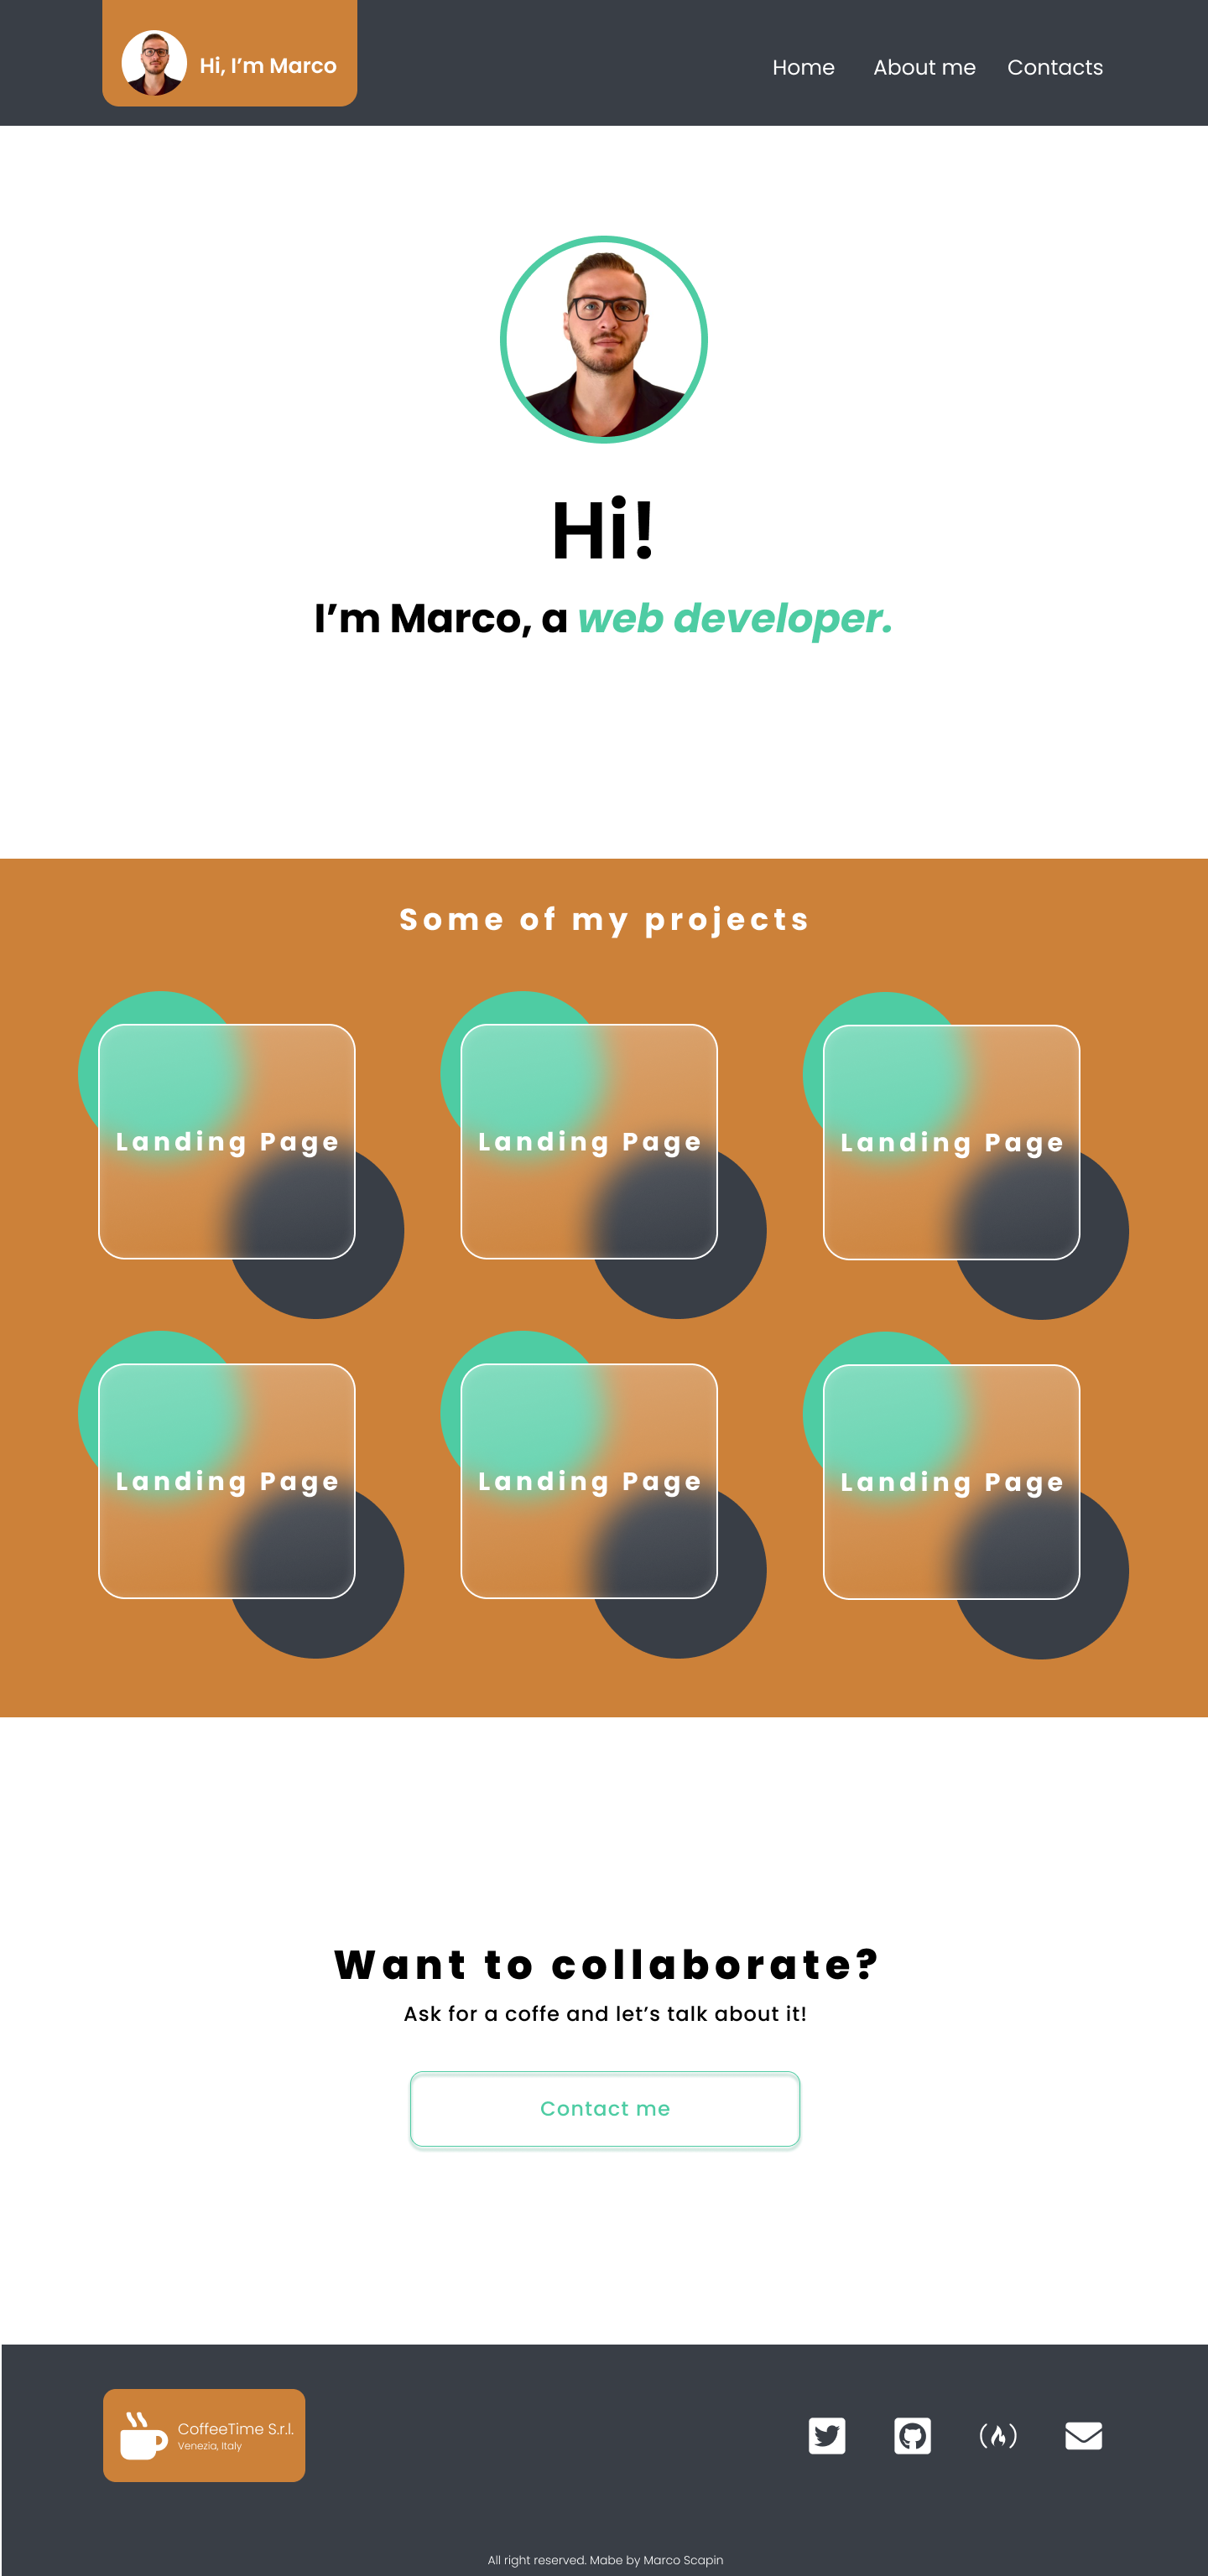 Hi, I’m Marco
Home About me Contacts
Hi!
I’m Marco, a web developer.
Some of my projects
Landing Page Landing Page Landing Page
Landing Page Landing Page Landing Page
Want to collaborate?
Ask for a coffe and let’s talk about it!
Contact me
CoffeeTime S.r.l.
Venezia, Italy
All right reserved. Mabe by Marco Scapin